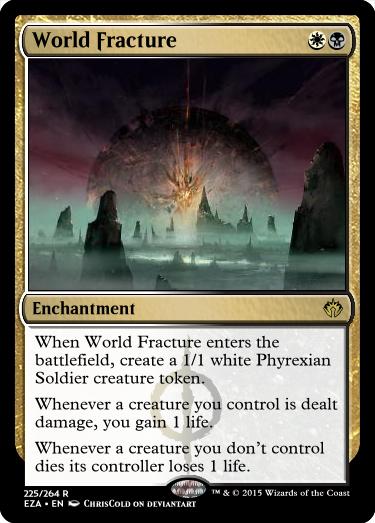 World Fracture
Enchantment
When World Fracture enters the
battlefield, create a 1/1 white Phyrexian
Soldier creature token.
Whenever a creature you control is dealt
damage, you gain 1 life.
Whenever a creature you don't control
dies its controller loses 1 life.
225/264 R
EZA • EN ChrisCold on deviantart
™ & © 2015 Wizards of the Coast